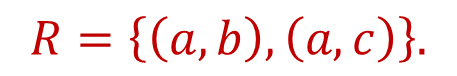 R = {(a, b), (a, c)}.